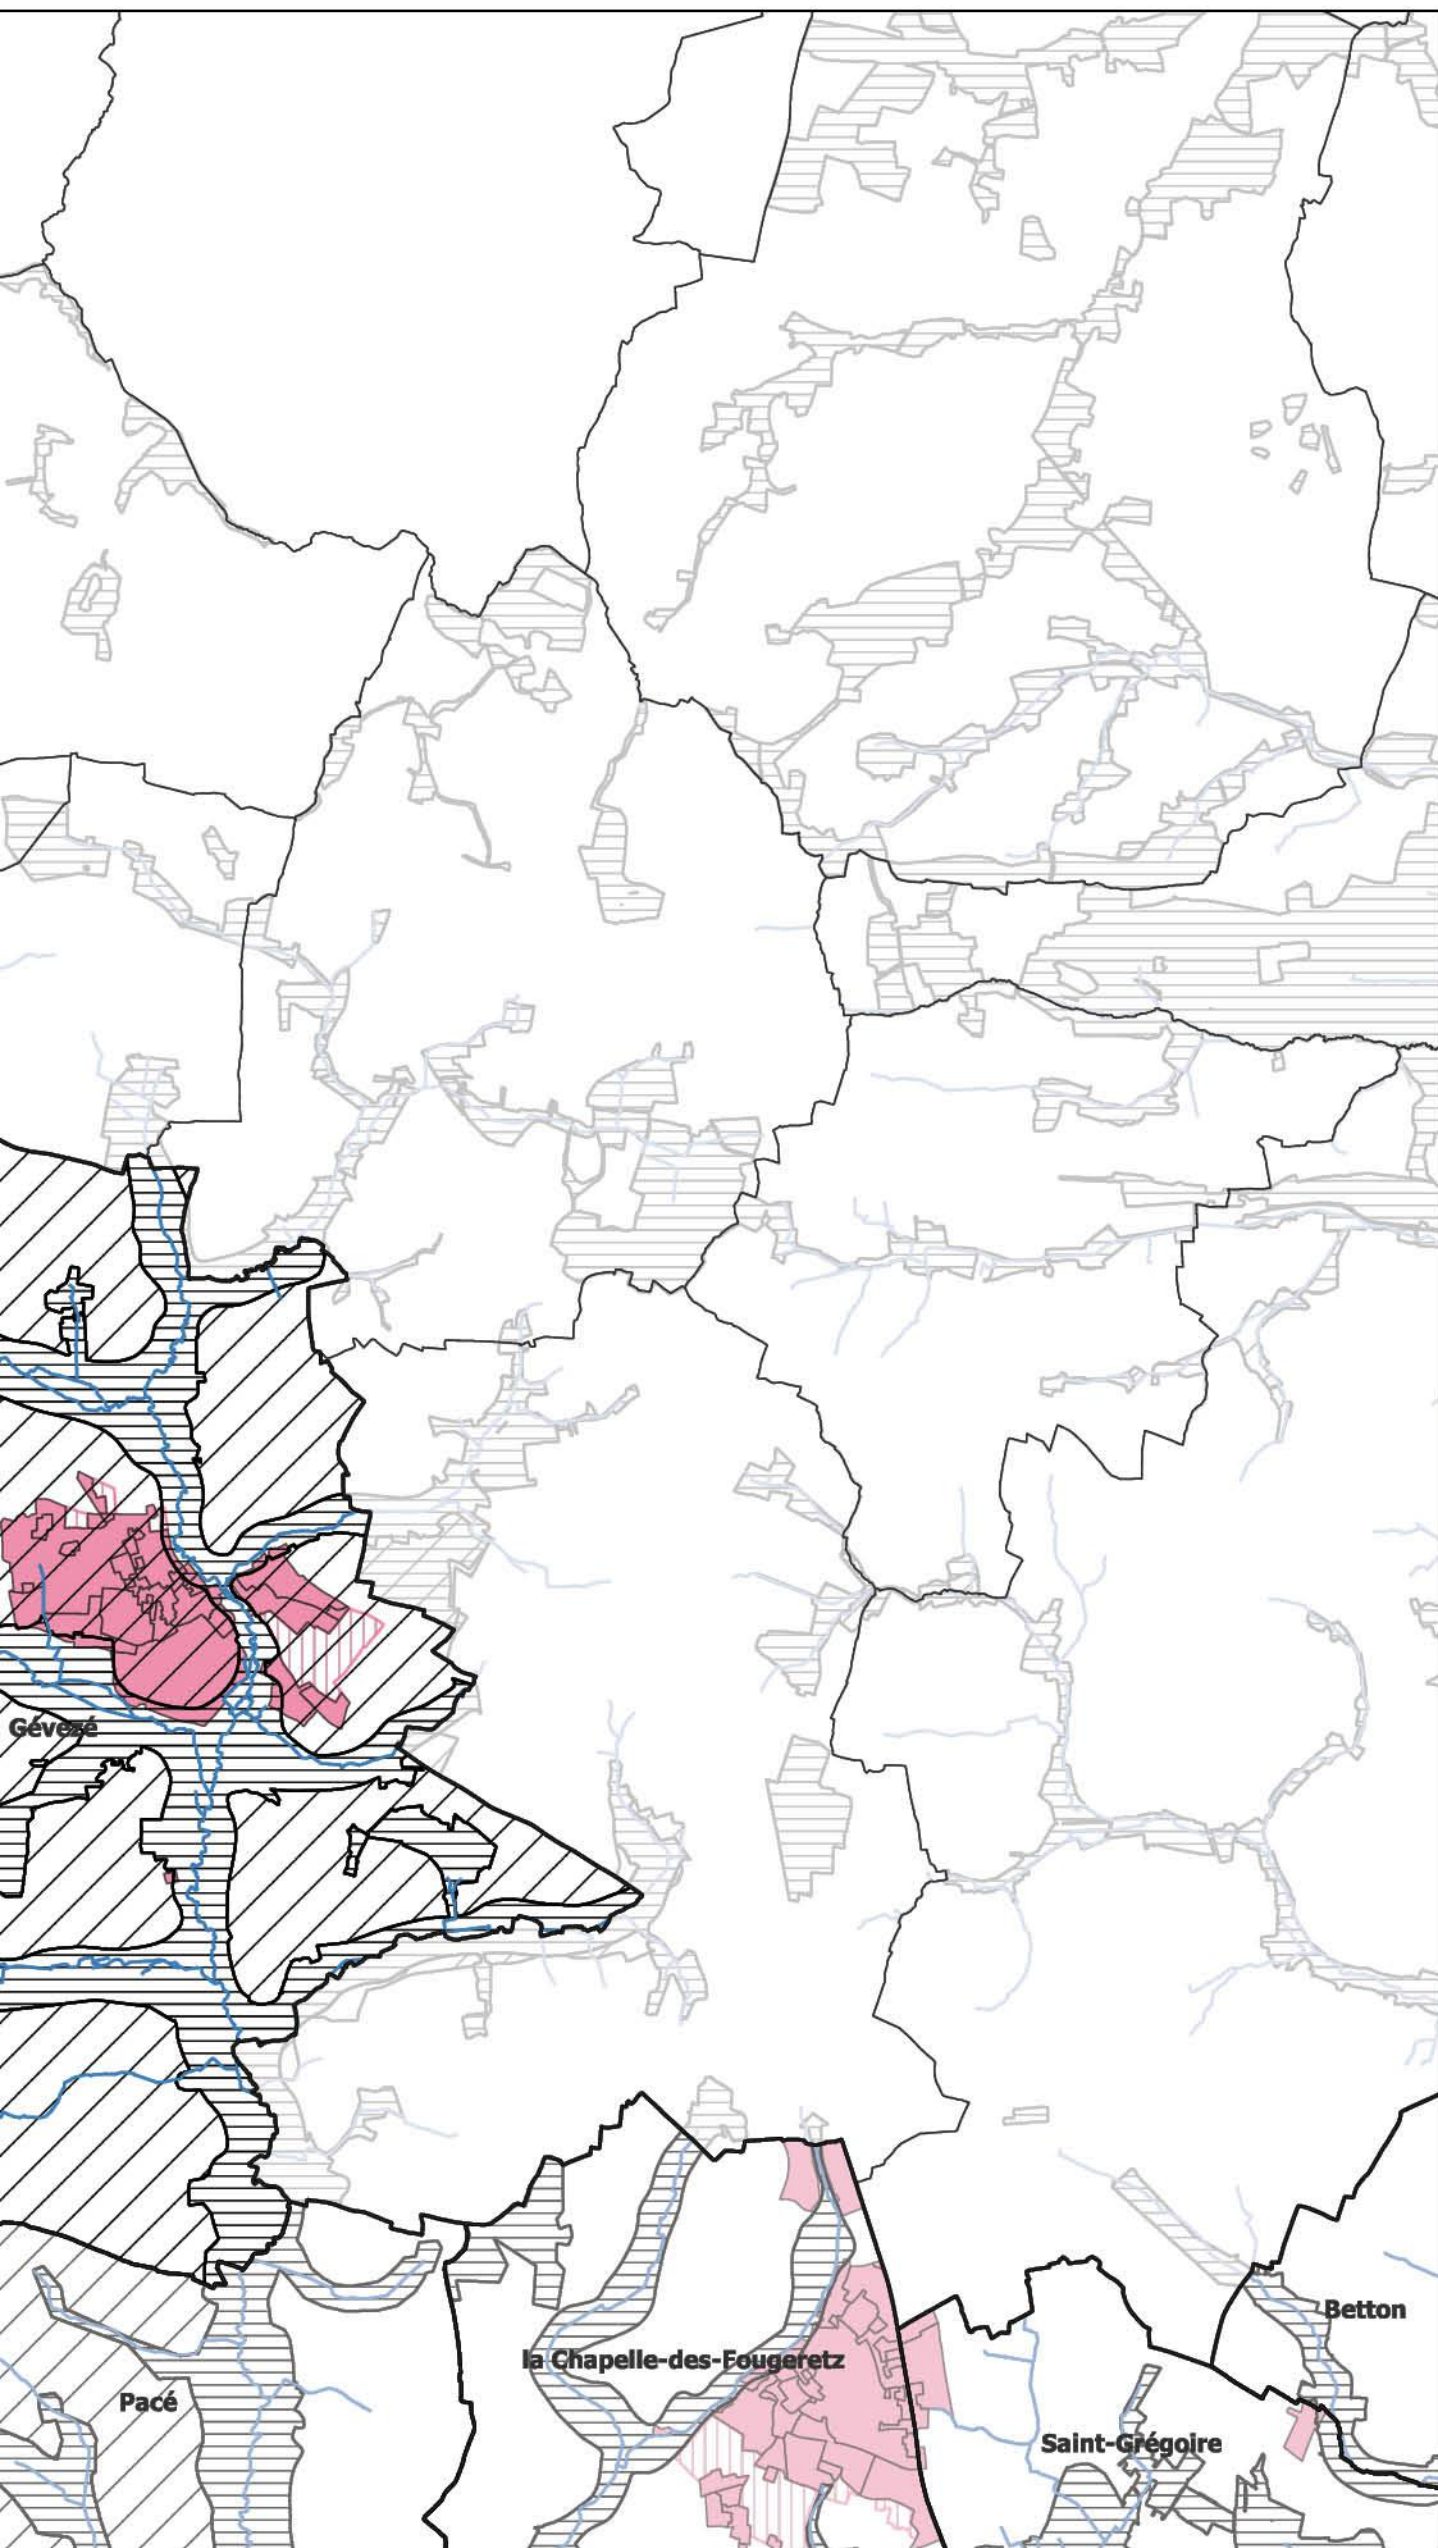 Gévezé
Betton
la Chapelle-des-Fougeretz
Pacé
Saint-Grégoire